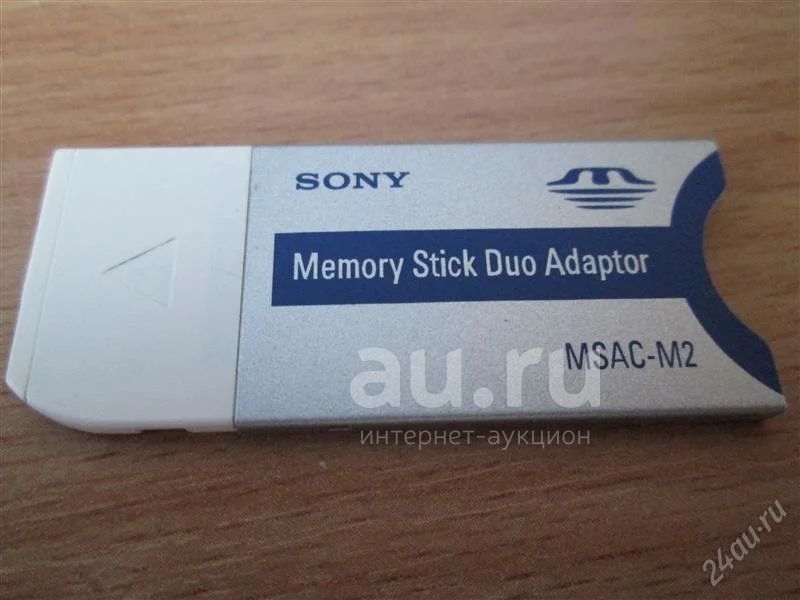 SONY
Memory Stick Duo Adaptor
MSAC-M2
au.ru
интернет-аукцион
24au.ru